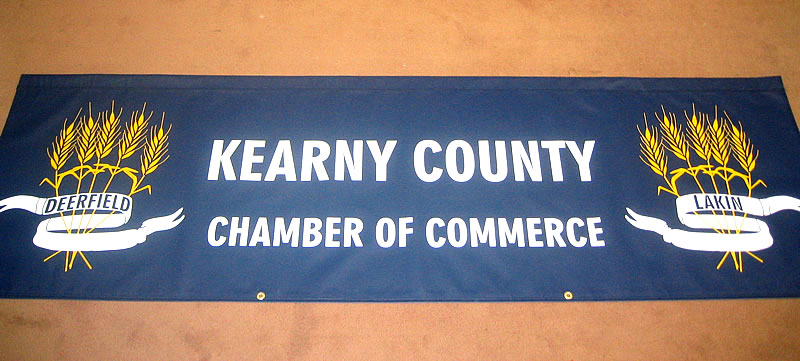 DEERFIELD
KEARNY COUNTY
CHAMBER OF COMMERCE
LAKIN